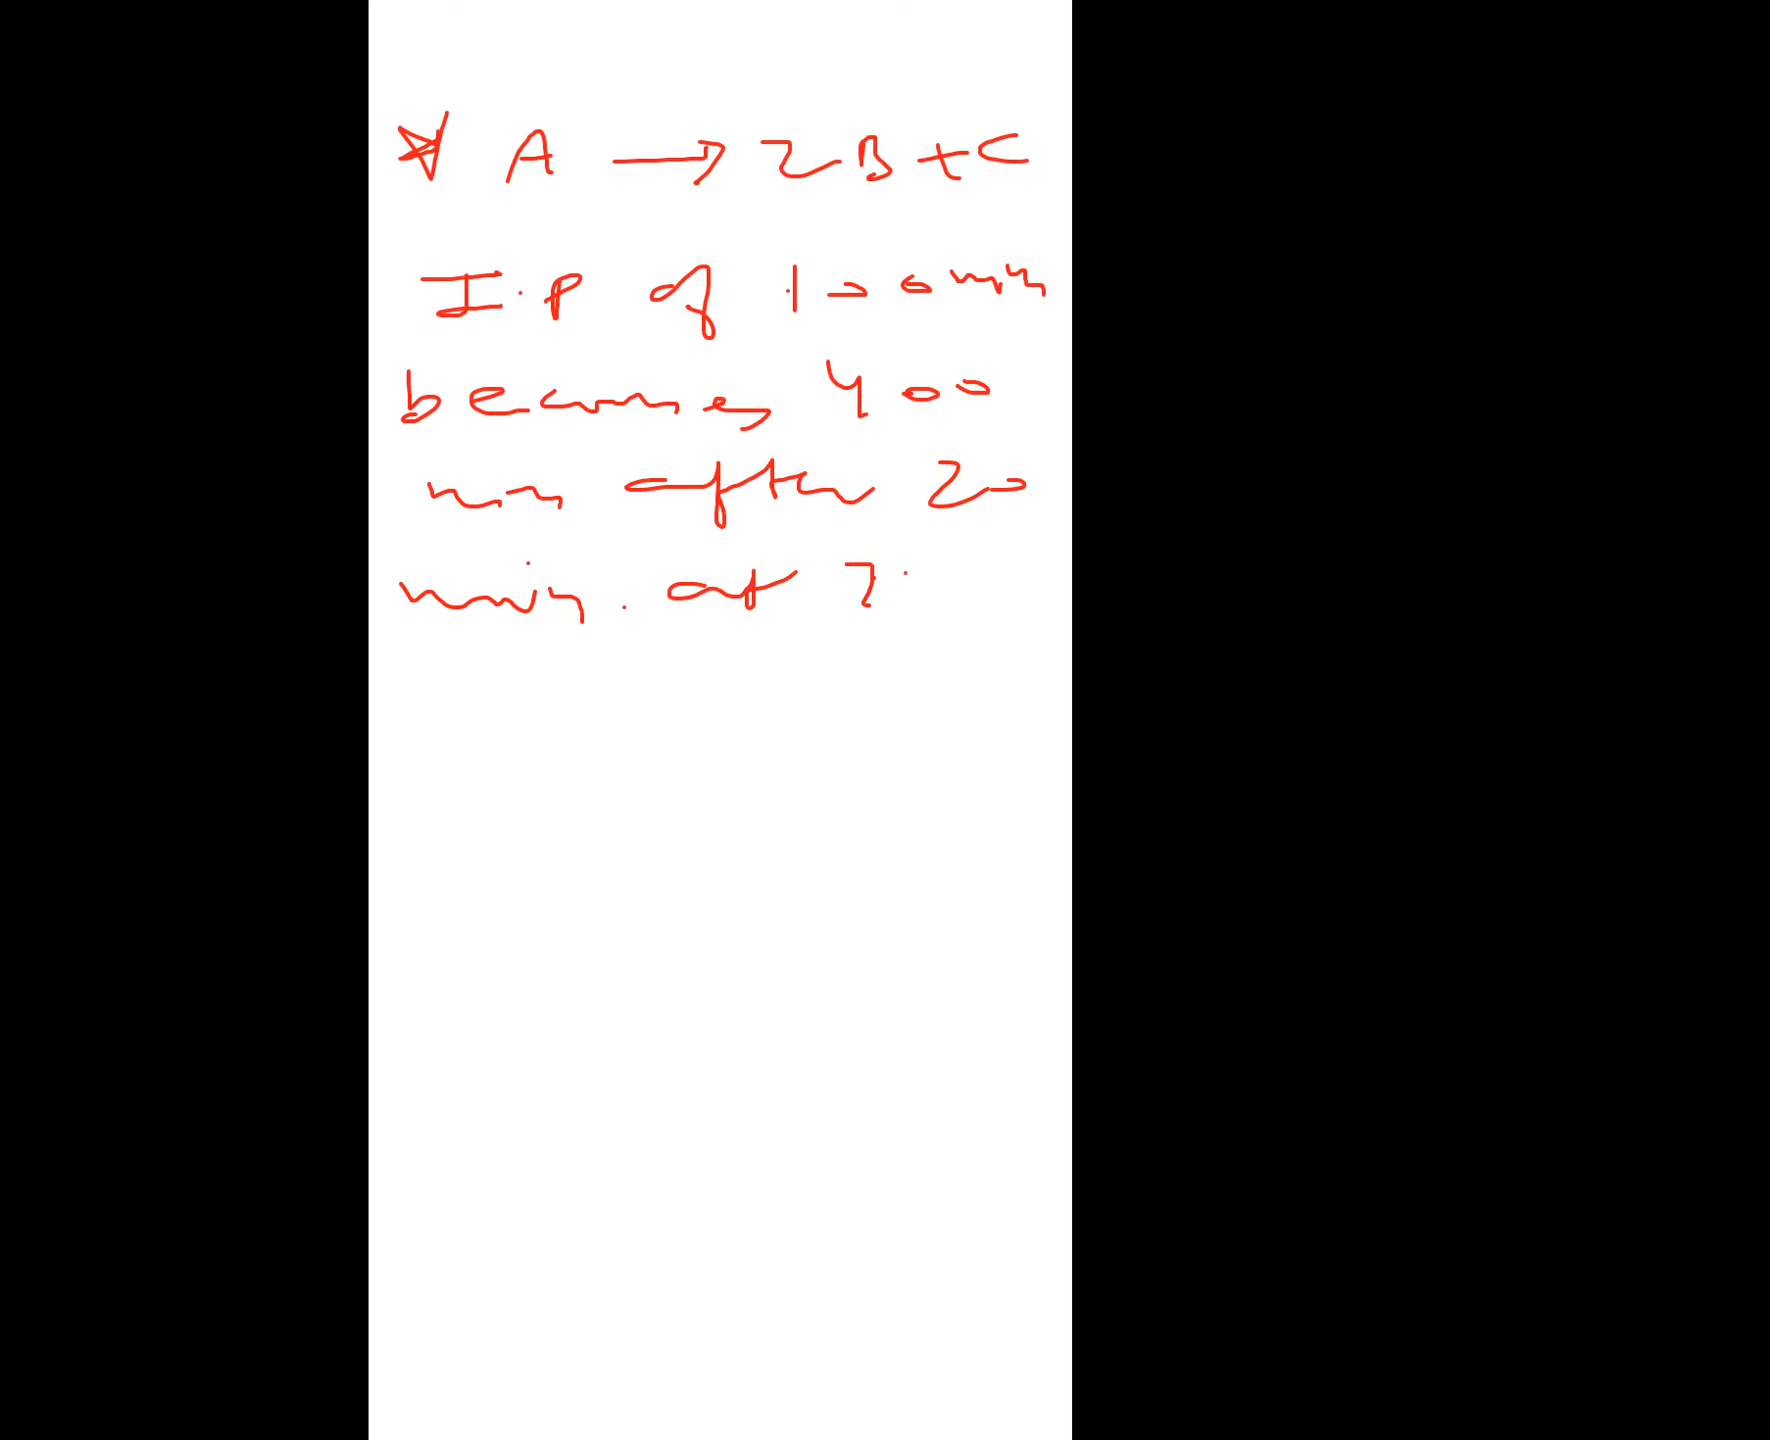 A → 2B + C
I.P of 100 mm
becomes 400
mm after 20
min. at